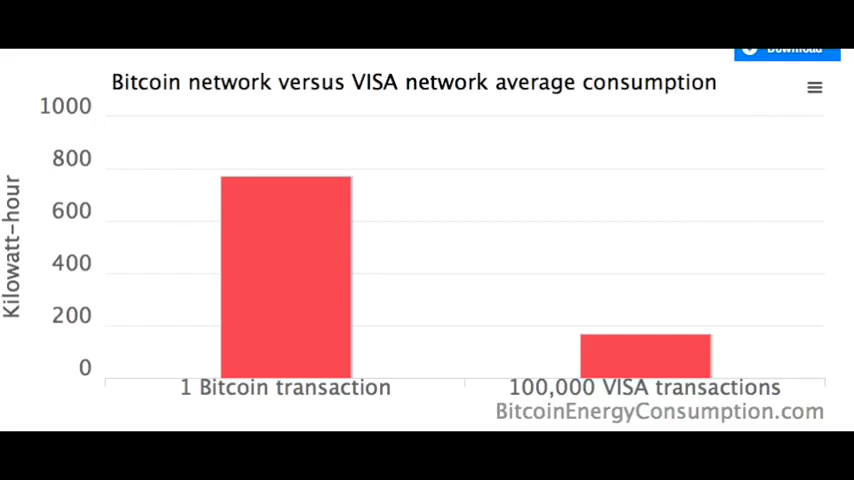 Download
Bitcoin network versus VISA network average consumption
1000
800
600
400
200
0
Kilowatt-hour
1 Bitcoin transaction
100,000 VISA transactions
BitcoinEnergyConsumption.com